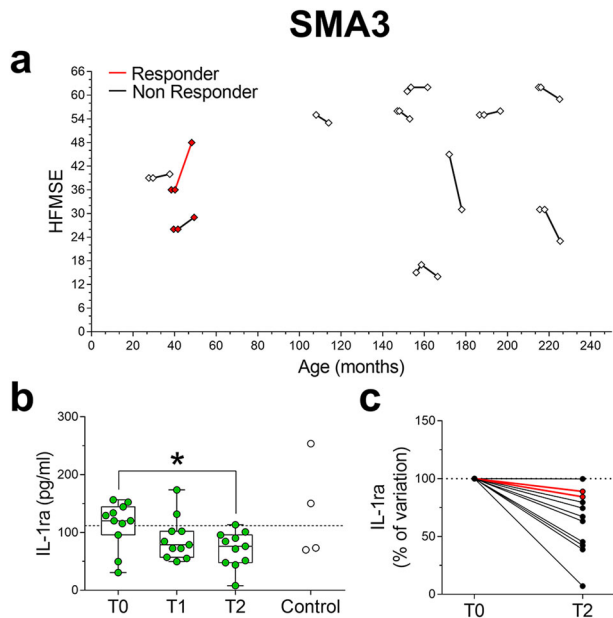 SMA3
a
Responder
Non Responder
66
60
54
48
42
36
30
24
18
12
6
0
HFMSE
0 20 40 60 80 100 120 140 160 180 200 220 240
Age (months)
b
300
200
100
0
IL-1ra (pg/ml)
*
T0 T1 T2 Control
c
150
100
50
0
IL-1ra
(% of variation)
T0 T2